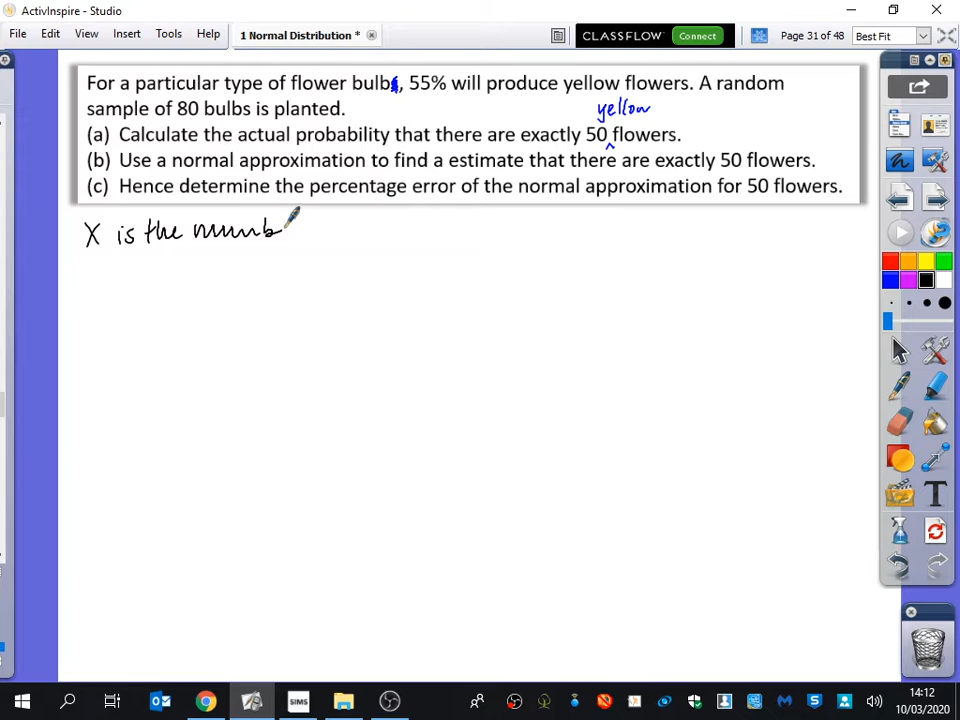 ActivInspire - Studio
File Edit View Insert Tools Help 1 Normal Distribution * CLASSFLOW Connect Page 31 of 48 Best Fit
For a particular type of flower bulbs, 55% will produce yellow flowers. A random
sample of 80 bulbs is planted.
yellow
(a) Calculate the actual probability that there are exactly 50 flowers.
(b) Use a normal approximation to find a estimate that there are exactly 50 flowers.
(c) Hence determine the percentage error of the normal approximation for 50 flowers.
X is the numb
SIMS
14:12
10/03/2020